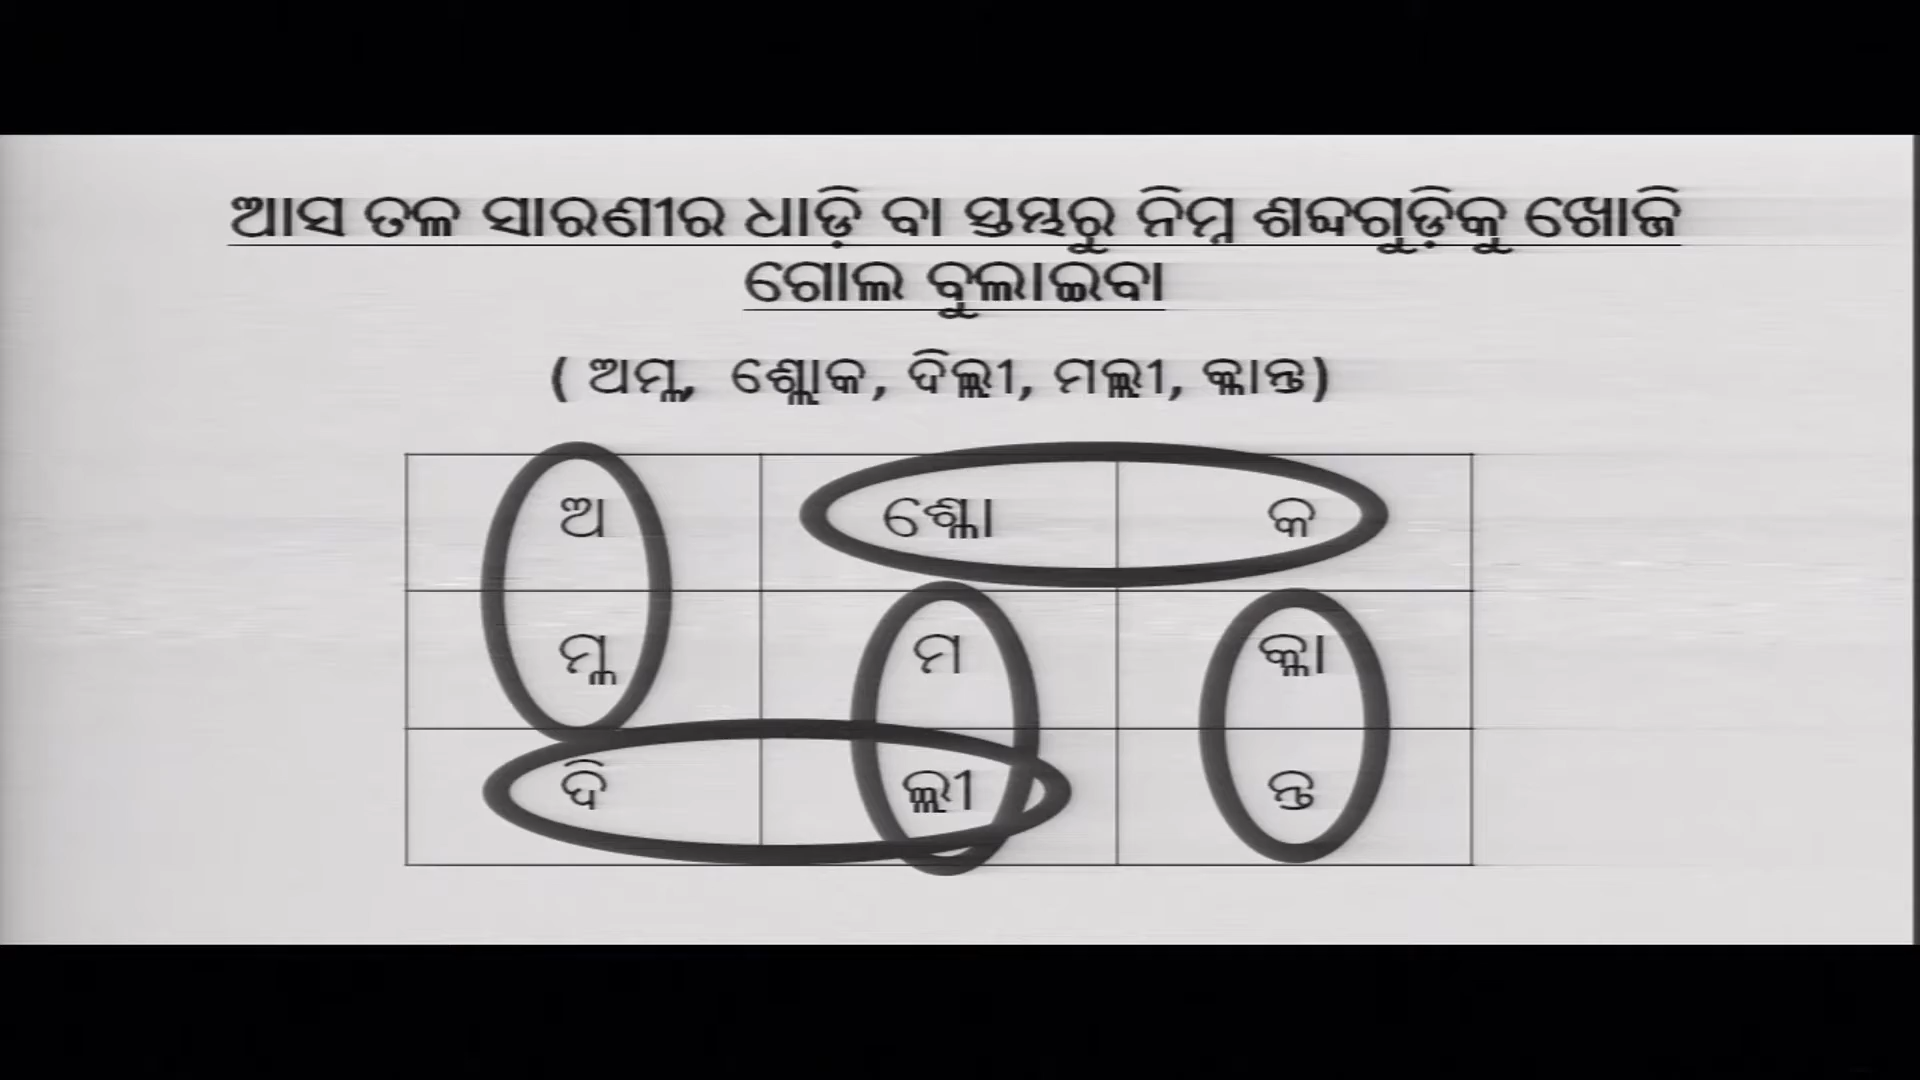 ଆସ ତଳ ସାରଣୀର ଧାଡ଼ି ବା ସ୍ତମ୍ଭରୁ ନିମ୍ନ ଶବ୍ଦଗୁଡ଼ିକୁ ଖୋଜି
ଗୋଲ ବୁଲାଇବା
( ଅମ୍ଳ, ଶ୍ଳୋକ, ଦିଲ୍ଲୀ, ମଲ୍ଲୀ, କ୍ଳାନ୍ତ)
ଅ ଶ୍ଳୋ କ
ମ୍ଳ ମ କ୍ଳା
ଦି ଲ୍ଲୀ ନ୍ତ